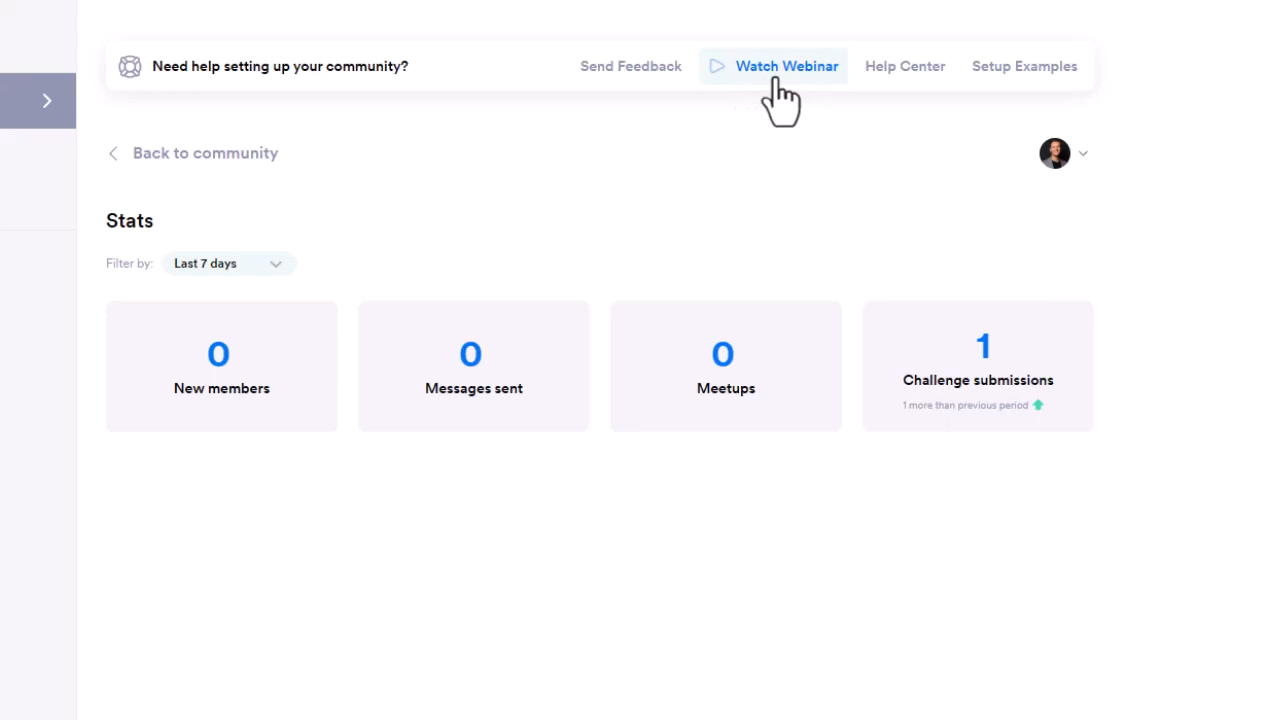 Need help setting up your community? Send Feedback Watch Webinar Help Center Setup Examples
Back to community
Stats
Filter by: Last 7 days
0 0 0 1
New members Messages sent Meetups Challenge submissions
1 more than previous period